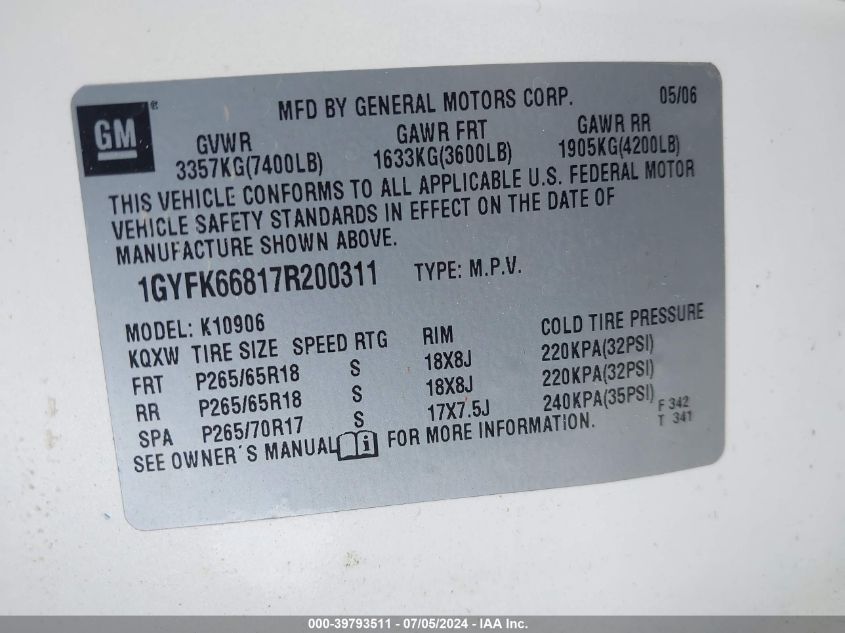 GM ® MFD BY GENERAL MOTORS CORP. 05/06
GVWR GAWR FRT GAWR RR
3357KG(7400LB) 1633KG(3600LB) 1905KG(4200LB)
THIS VEHICLE CONFORMS TO ALL APPLICABLE U.S. FEDERAL MOTOR
VEHICLE SAFETY STANDARDS IN EFFECT ON THE DATE OF
MANUFACTURE SHOWN ABOVE.
1GYFK66817R200311 TYPE: M.P.V.
MODEL: K10906
KQXW TIRE SIZE SPEED RTG RIM COLD TIRE PRESSURE
FRT P265/65R18 S 18X8J 220KPA(32PSI)
RR P265/65R18 S 18X8J 220KPA(32PSI)
SPA P265/70R17 S 17X7.5J 240KPA(35PSI) F 342
SEE OWNER´S MANUAL i FOR MORE INFORMATION. T 341
000-39793511 - 07/05/2024 - IAA Inc.